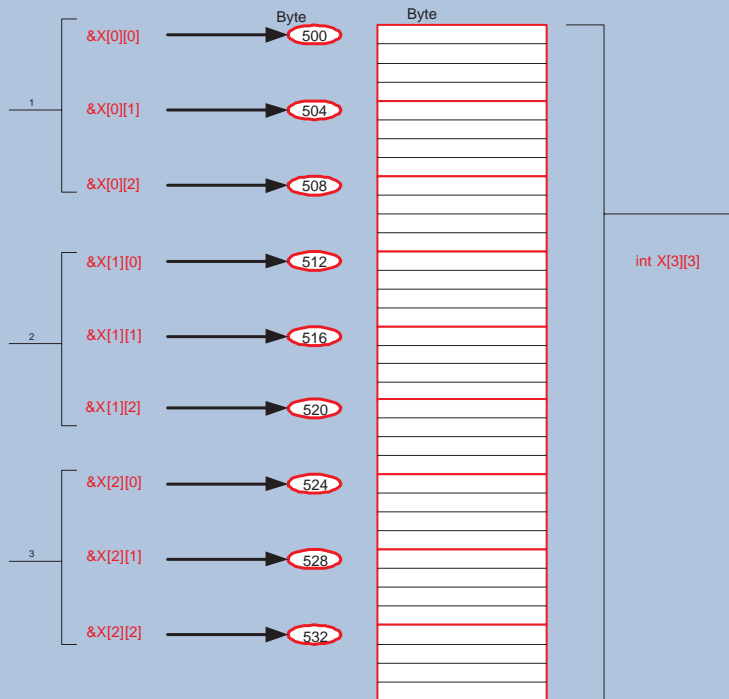 Byte Byte
&X[0][0] 500
1
&X[0][1] 504
&X[0][2] 508
&X[1][0] 512
int X[3][3]
2
&X[1][1] 516
&X[1][2] 520
&X[2][0] 524
3
&X[2][1] 528
&X[2][2] 532